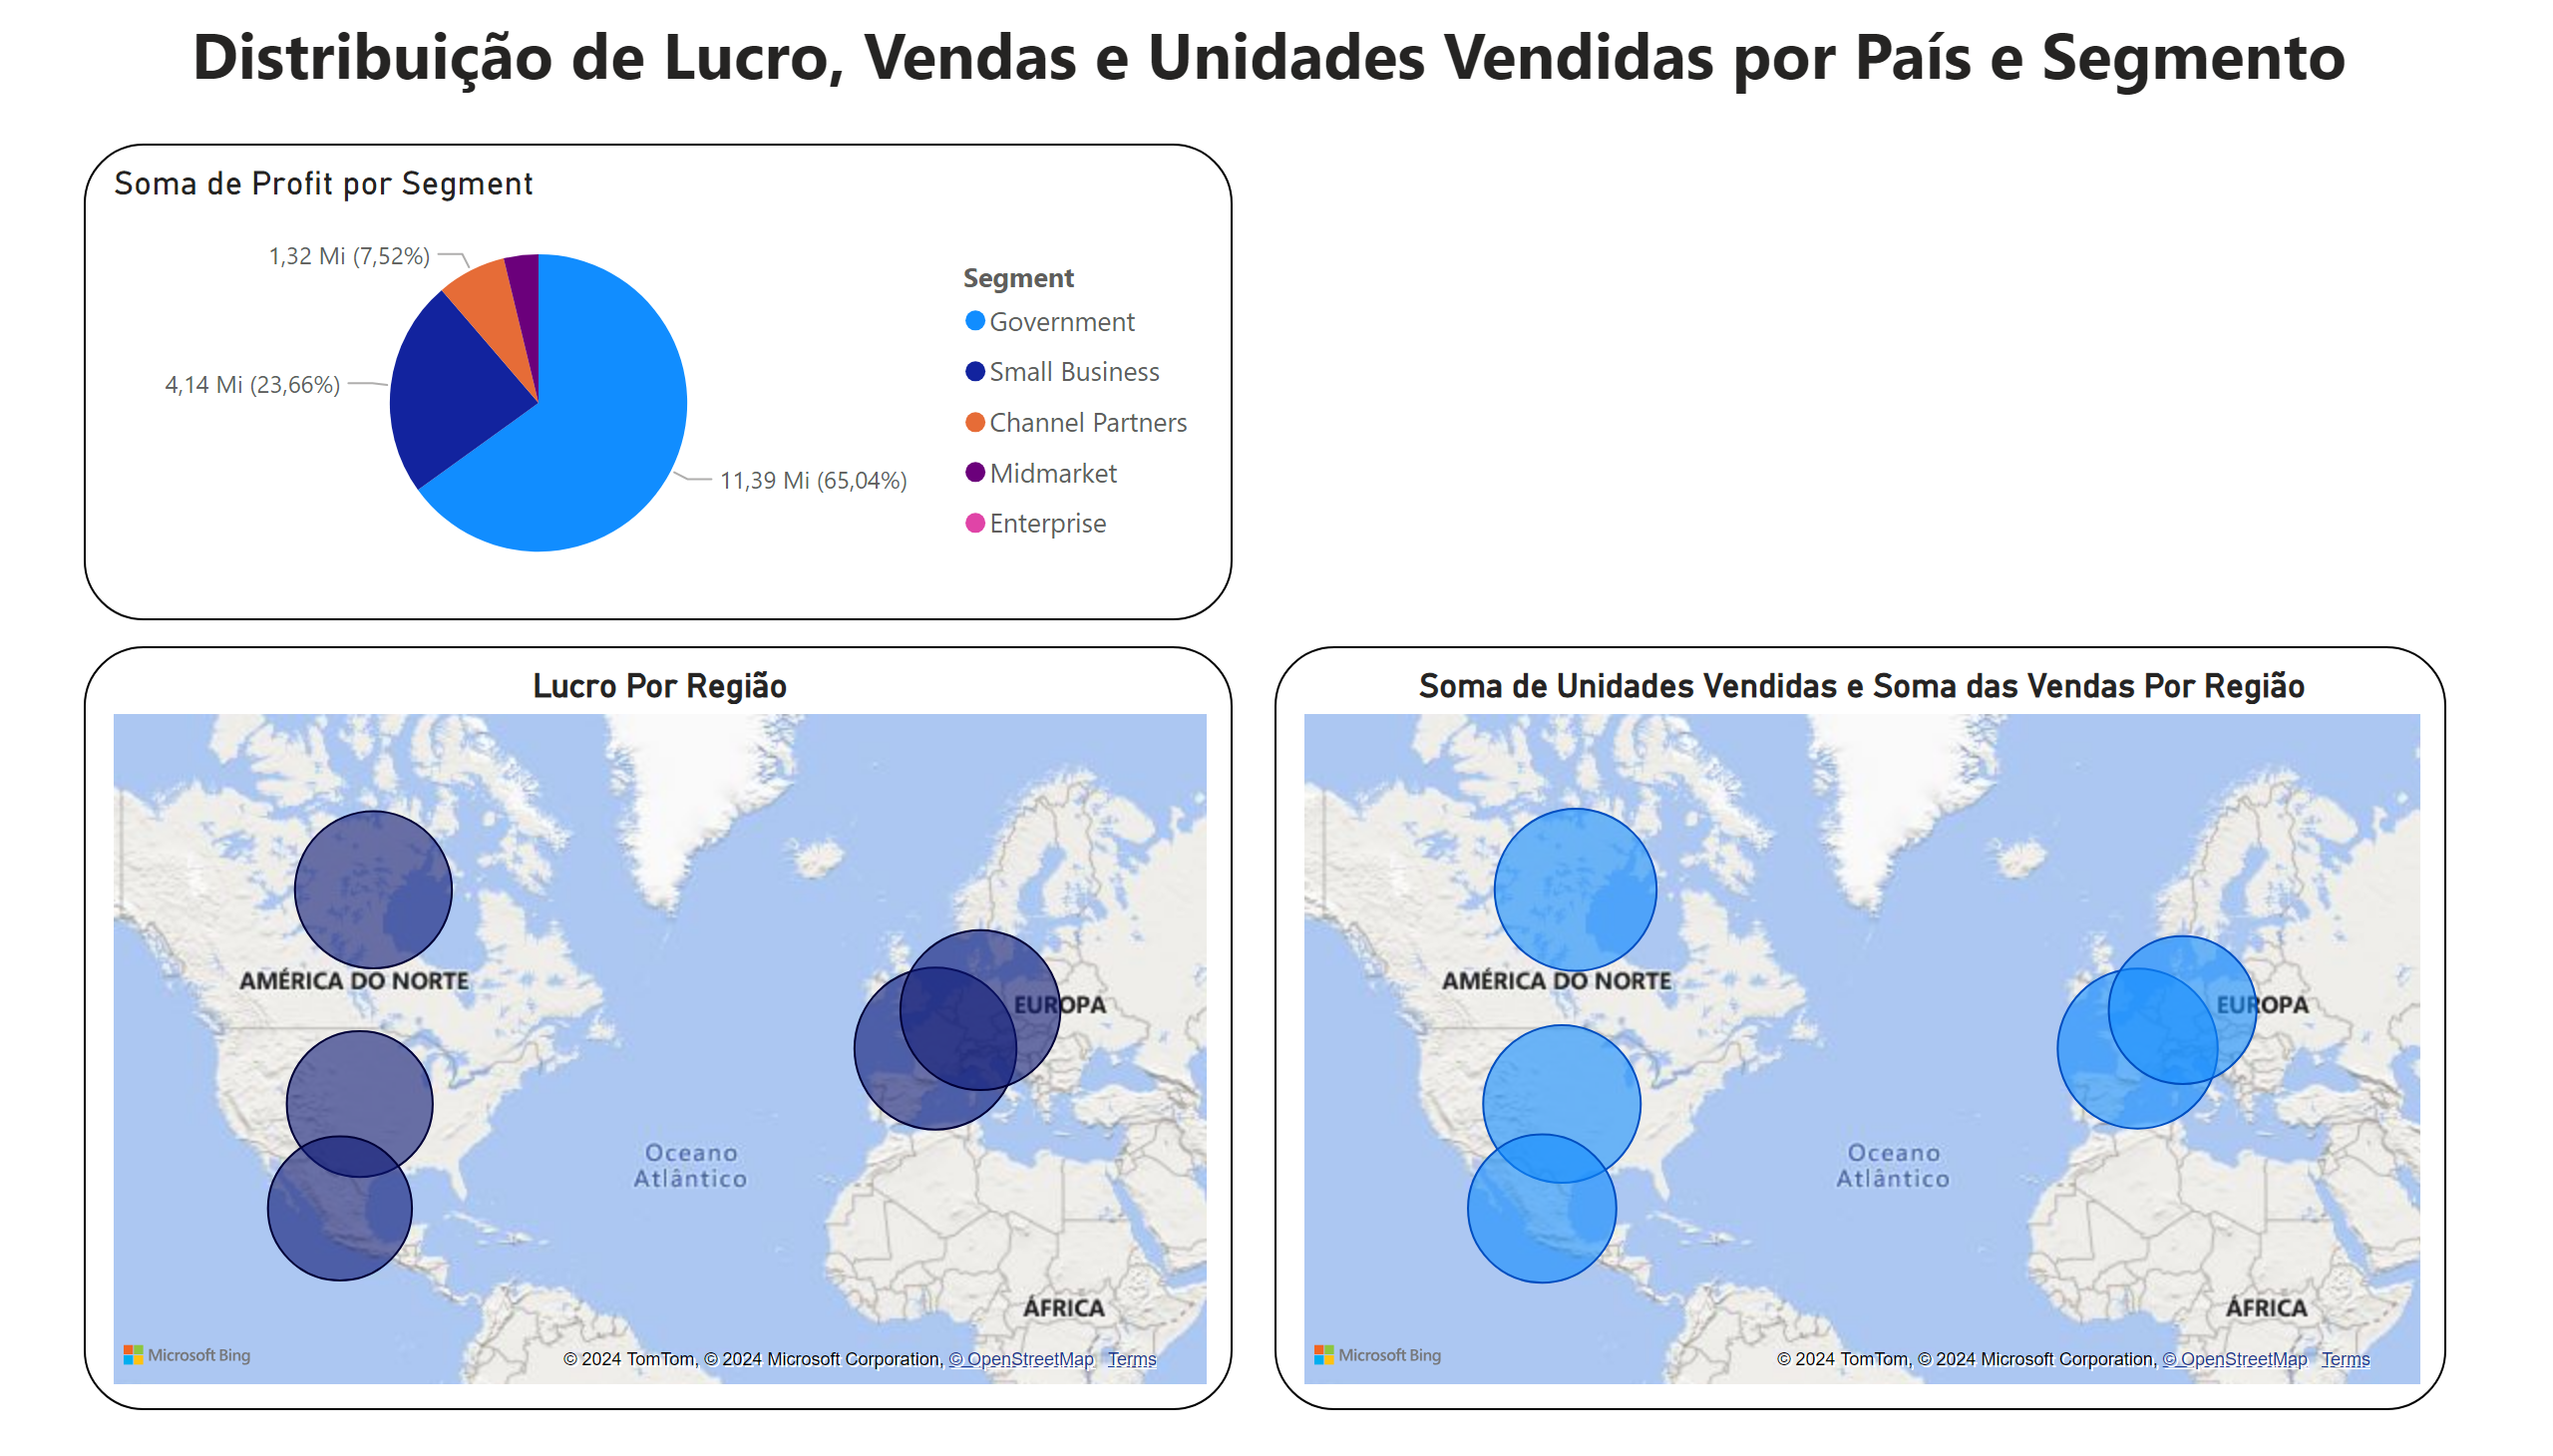 Distribuição de Lucro, Vendas e Unidades Vendidas por País e Segmento
Soma de Profit por Segment
1,32 Mi (7,52%)
4,14 Mi (23,66%)
11,39 Mi (65,04%)
Segment
Government
Small Business
Channel Partners
Midmarket
Enterprise
Lucro Por Região
AMÉRICA DO NORTE
EUROPA
Oceano
Atlântico
ÁFRICA
Microsoft Bing
© 2024 TomTom, © 2024 Microsoft Corporation, © OpenStreetMap Terms
Soma de Unidades Vendidas e Soma das Vendas Por Região
AMÉRICA DO NORTE
EUROPA
Oceano
Atlântico
ÁFRICA
Microsoft Bing
© 2024 TomTom, © 2024 Microsoft Corporation, © OpenStreetMap Terms